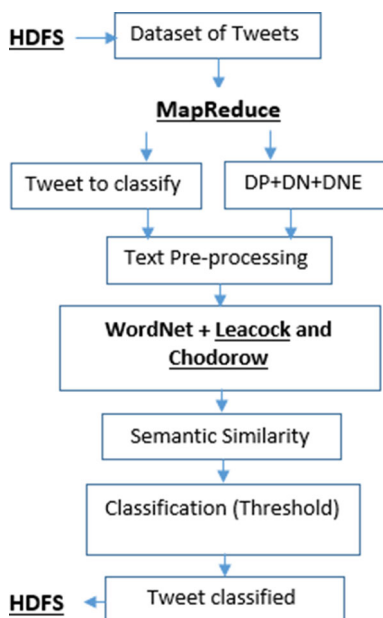 HDFS
Dataset of Tweets
MapReduce
Tweet to classify
DP+DN+DNE
Text Pre-processing
WordNet + Leacock and
Chodorow
Semantic Similarity
Classification (Threshold)
Tweet classified
HDFS